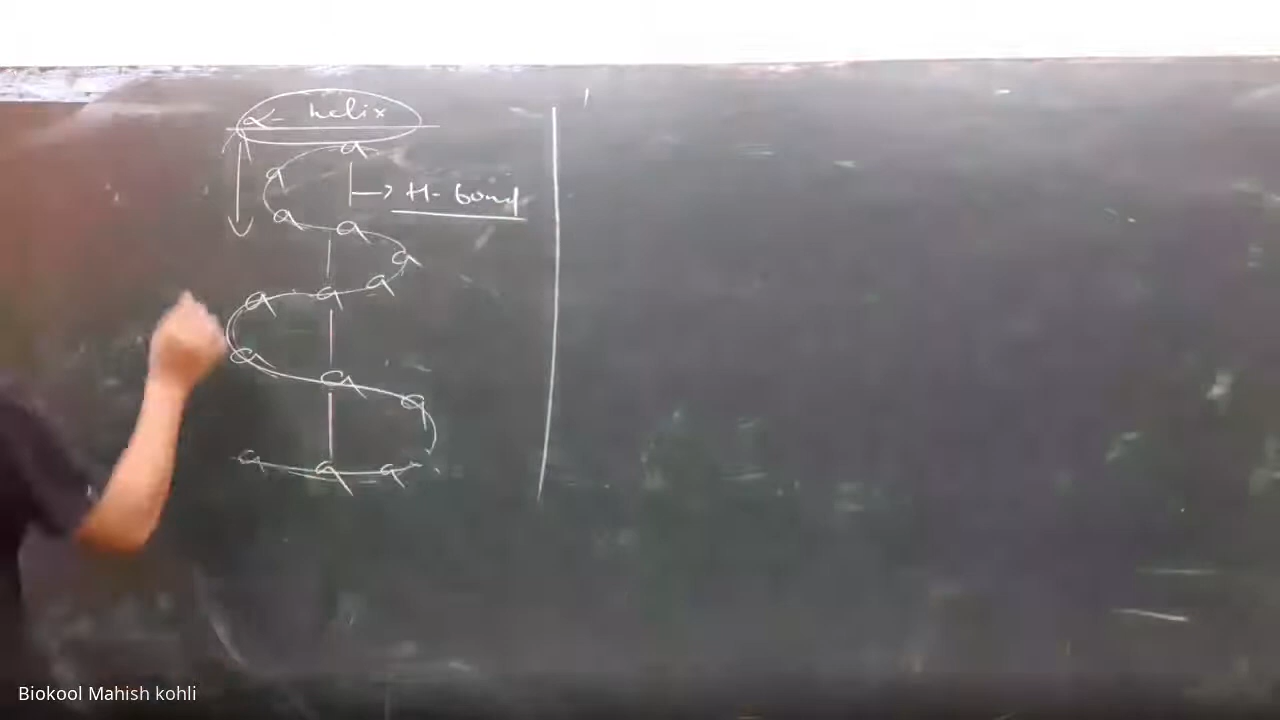 α- helix
a
a
H- bond
a a
a
a a a
a
a
a
a a a
Biokool Mahish kohli